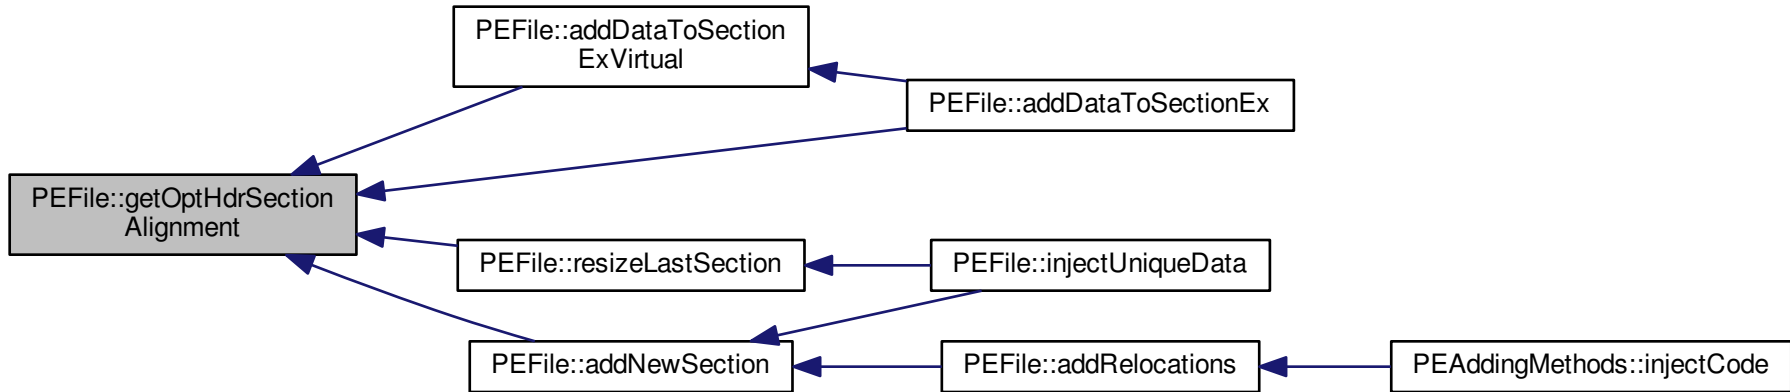 PEFile::addDataToSection
ExVirtual
PEFile::addDataToSectionEx
PEFile::getOptHdrSection
Alignment
PEFile::resizeLastSection
PEFile::injectUniqueData
PEFile::addNewSection
PEFile::addRelocations
PEAddingMethods::injectCode